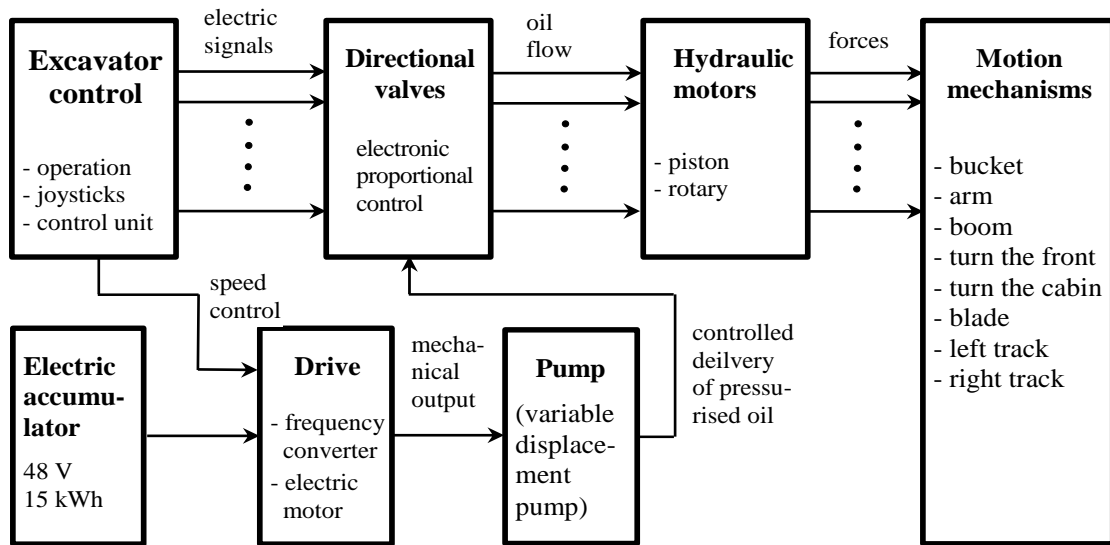 Excavator
control
- operation
- joysticks
- control unit
electric
signals
Directional
valves
electronic
proportional
control
oil
flow
Hydraulic
motors
- piston
- rotary
forces
Motion
mechanisms
- bucket
- arm
- boom
- turn the front
- turn the cabin
- blade
- left track
- right track
speed
control
Electric
accumu-
lator
48 V
15 kWh
Drive
- frequency
converter
- electric
motor
mecha-
nical
output
Pump
(variable
displace-
ment
pump)
controlled
deilvery
of pressu-
rised oil